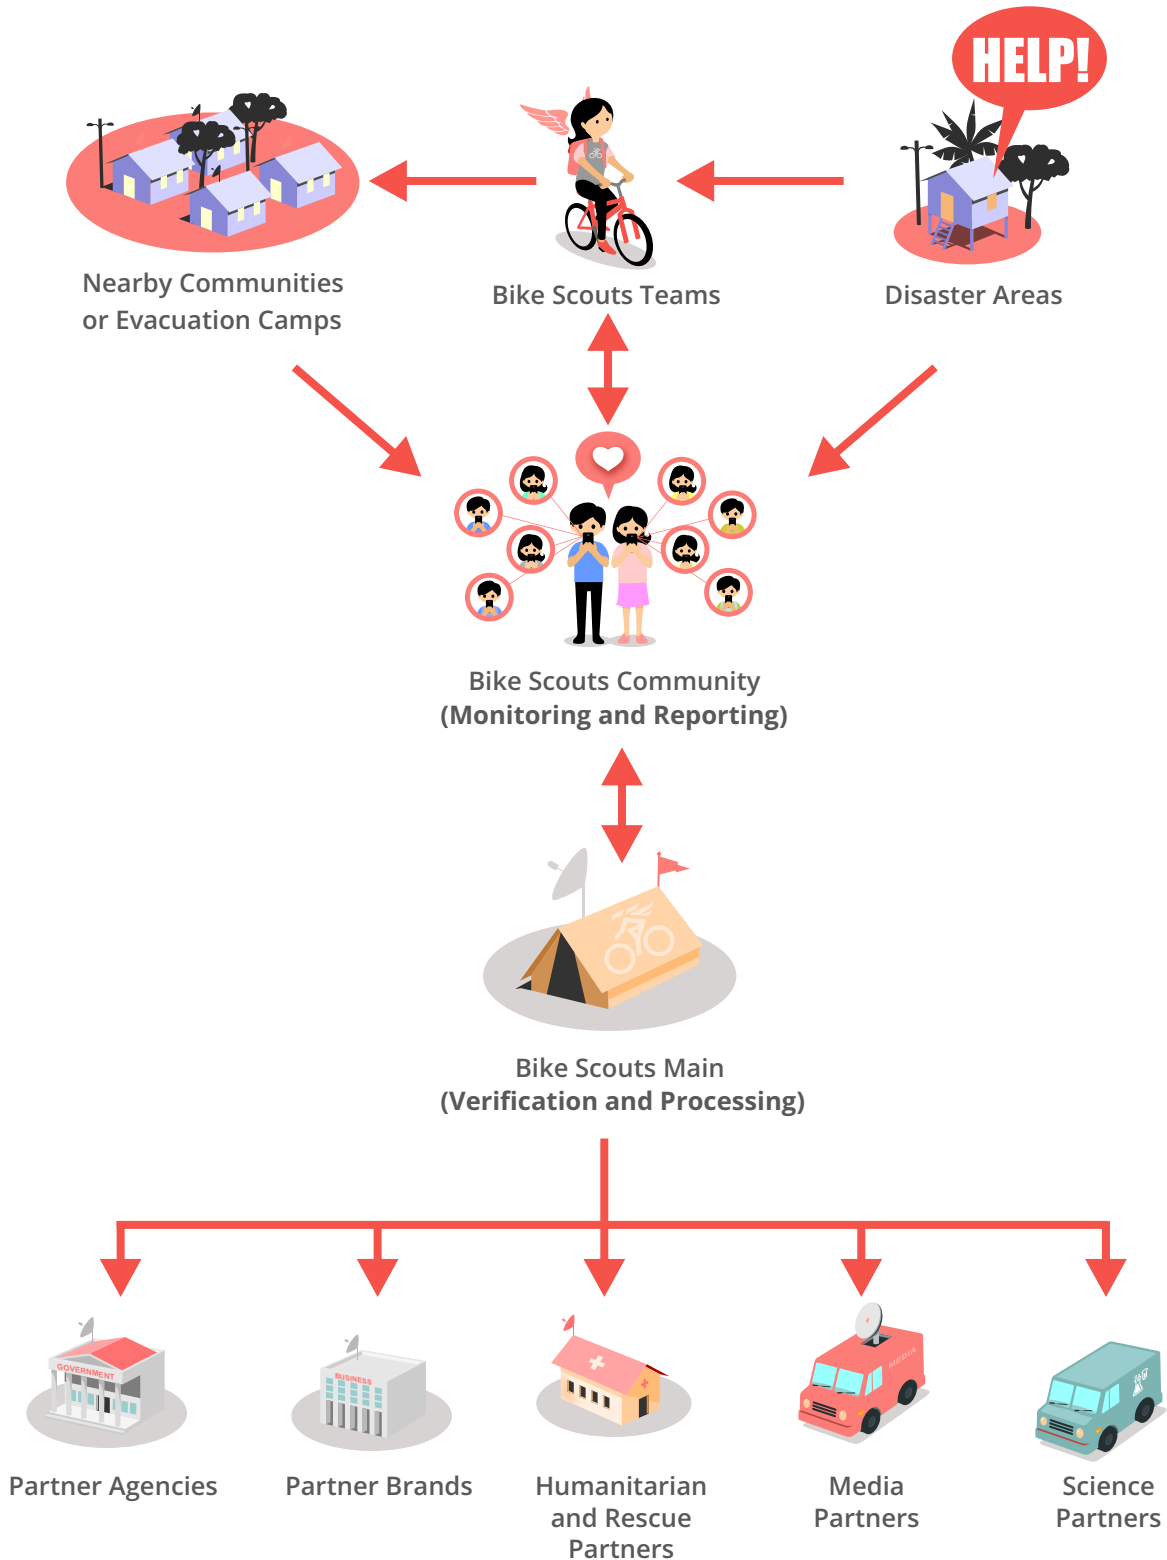 HELP!
Nearby Communities
or Evacuation Camps
Bike Scouts Teams
Disaster Areas
Bike Scouts Community
(Monitoring and Reporting)
Bike Scouts Main
(Verification and Processing)
GOVERNMENT
BUSINESS
MEDIA
Partner Agencies
Partner Brands
Humanitarian
and Rescue
Partners
Media
Partners
Science
Partners